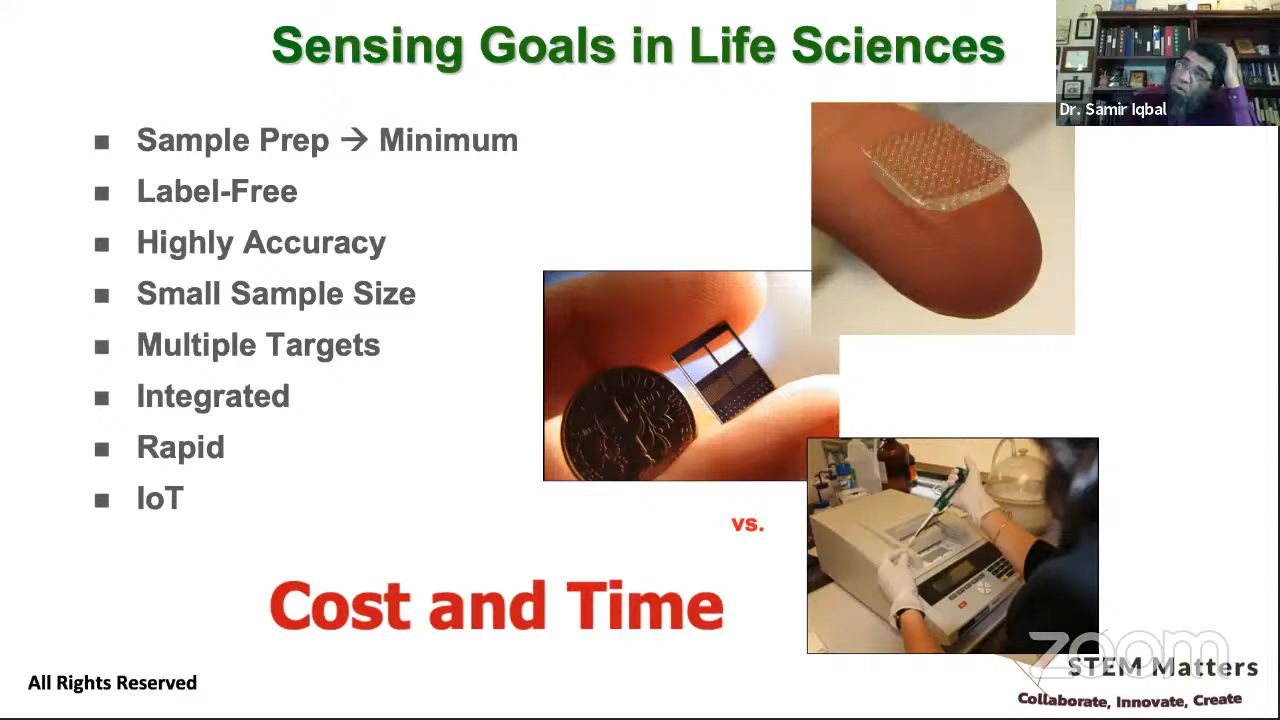 Sensing Goals in Life Sciences
Dr. Samir Iqbal
Sample Prep → Minimum
Label-Free
Highly Accuracy
Small Sample Size
Multiple Targets
Integrated
Rapid
IoT
vs.
Cost and Time
zoom
STEM Matters
Collaborate, Innovate, Create
All Rights Reserved